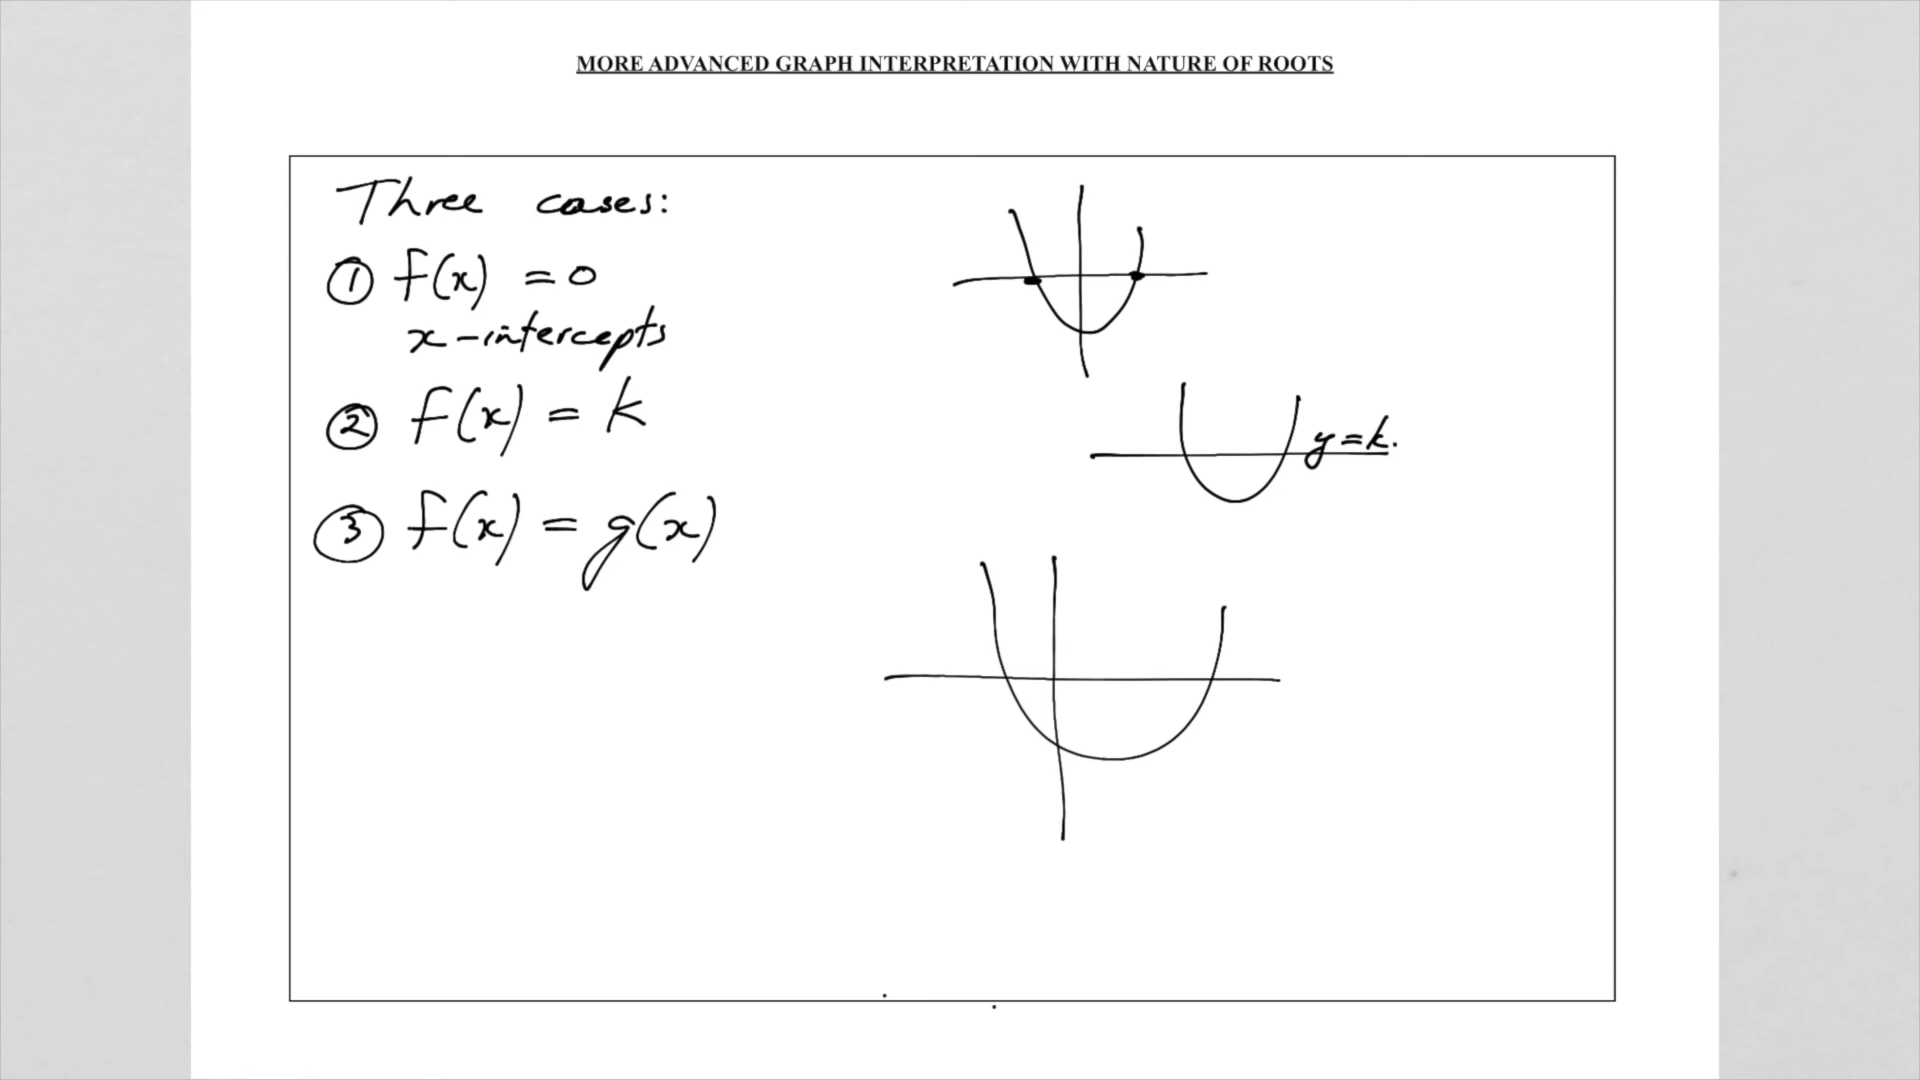 MORE ADVANCED GRAPH INTERPRETATION WITH NATURE OF ROOTS
Three cases:
① f(x) = 0
x-intercepts
② f(x) = k
y = k.
③ f(x) = g(x)